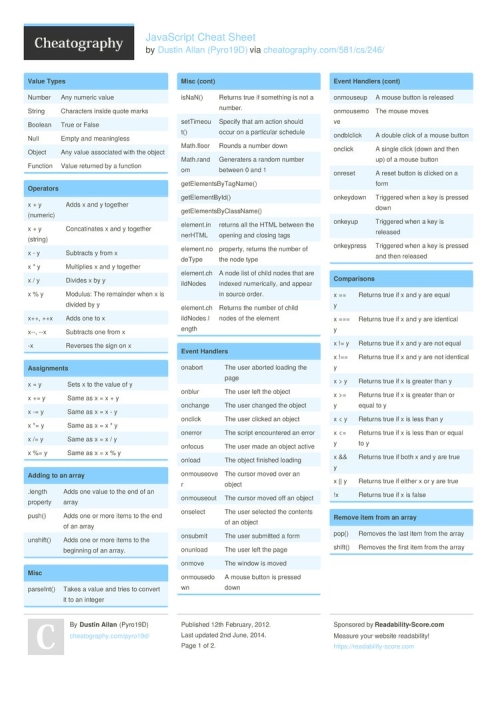 Cheatography
JavaScript Cheat Sheet
by Dustin Allan (Pyro19D) via cheatography.com/581/cs/246/
Value Types
Number Any numeric value
String Characters inside quote marks
Boolean True or False
Null Empty and meaningless
Object Any value associated with the object
Function Value returned by a function
Operators
x + y Adds x and y together
(numeric)
x + y Concatinates x and y together
(string)
x - y Subtracts y from x
x * y Multiplies x and y together
x / y Divides x by y
x % y Modulus: The remainder when x is
divided by y
x++, ++x Adds one to x
x--, --x Subtracts one from x
-x Reverses the sign on x
Assignments
x = y Sets x to the value of y
x += y Same as x = x + y
x -= y Same as x = x - y
x *= y Same as x = x * y
x /= y Same as x = x / y
x %= y Same as x = x % y
Adding to an array
.length Adds one value to the end of an
property array
push() Adds one or more items to the end
of an array
unshift() Adds one or more items to the
beginning of an array.
Misc
parseInt() Takes a value and tries to convert
it to an integer
Misc (cont)
isNaN() Returns true if something is not a
number.
setTimeou Specify that am action should
t() occur on a particular schedule
Math.floor Rounds a number down
Math.rand Generaters a random number
om between 0 and 1
getElementsByTagName()
getElementById()
getElementsByClassName()
element.in returns all the HTML between the
nerHTML opening and closing tags
element.no property, returns the number of
deType the node type
element.ch A node list of child nodes that are
ildNodes indexed numerically, and appear
in source order.
element.ch Returns the number of child
ildNodes.l nodes of the element
ength
Event Handlers
onabort The user aborted loading the
page
onblur The user left the object
onchange The user changed the object
onclick The user clicked an object
onerror The script encountered an error
onfocus The user made an object active
onload The object finished loading
onmouseove The cursor moved over an
r object
onmouseout The cursor moved off an object
onselect The user selected the contents
of an object
onsubmit The user submitted a form
onunload The user left the page
onmove The window is moved
onmousedo A mouse button is pressed
wn down
Event Handlers (cont)
onmouseup A mouse button is released
onmousemo The mouse moves
ve
ondblclick A double click of a mouse button
onclick A single click (down and then
up) of a mouse button
onreset A reset button is clicked on a
form
onkeydown Triggered when a key is pressed
down
onkeyup Triggered when a key is
released
onkeypress Triggered when a key is pressed
and then released
Comparisons
x == Returns true if x and y are equal
y
x === Returns true if x and y are identical
y
x != y Returns true if x and y are not equal
x !== Returns true if x and y are not identical
y
x > y Returns true if x is greater than y
x >= Returns true if x is greater than or
y equal to y
x < y Returns true if x is less than y
x <= Returns true if x is less than or equal
y to y
x && Returns true if both x and y are true
y
x || y Returns true if either x or y are true
!x Returns true if x is false
Remove item from an array
pop() Removes the last item from the array
shift() Removes the first item from the array
C
By Dustin Allan (Pyro19D)
cheatography.com/pyro19d/
Published 12th February, 2012.
Last updated 2nd June, 2014.
Page 1 of 2.
Sponsored by Readability-Score.com
Measure your website readability!
https://readability-score.com